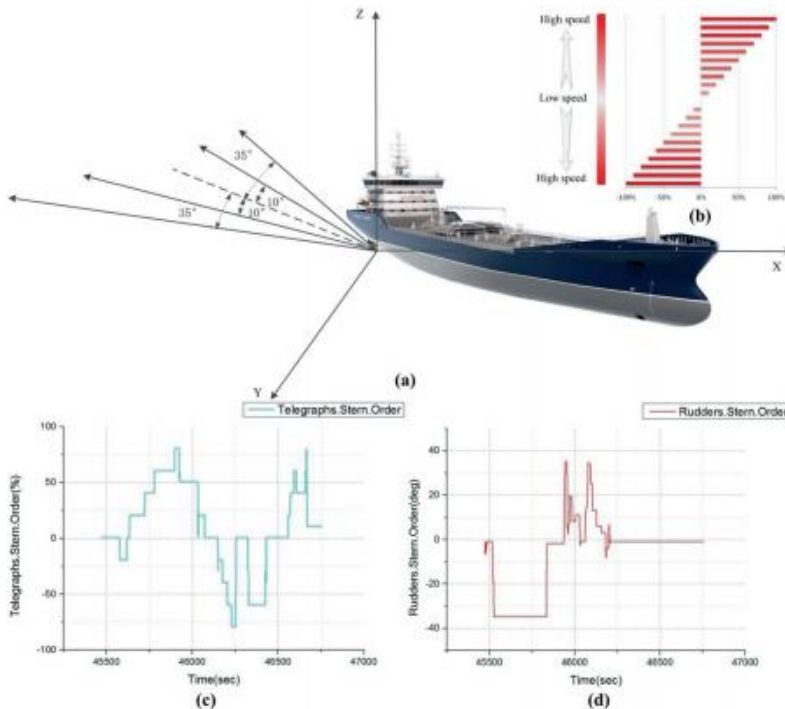 Z
High speed
Low speed
High speed
-100%
-50%
0%
50%
100%
(b)
35°
10°
10°
35°
X
Y
(a)
Telegraphs.Stern.Order
100
50
0
-50
-100
Telegraphs.Stern.Order(%)
45500
46000
46500
47000
Time(sec)
(c)
Rudders.Stern.Order
40
20
0
-20
-40
Rudders.Stern.Order(deg)
45500
46000
46500
47000
Time(sec)
(d)